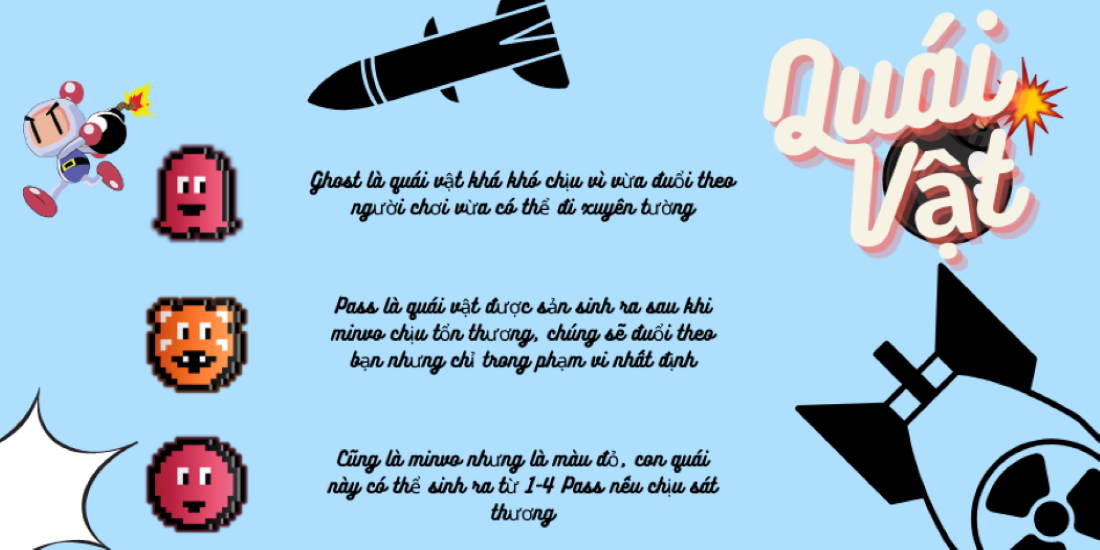 Quái
Vật
Ghost là quái vật khá khó chịu vì vừa đuổi theo
người chơi vừa có thể đi xuyên tường
Pass là quái vật được sản sinh ra sau khi
minvo chịu tổn thương, chúng sẽ đuổi theo
bạn nhưng chỉ trong phạm vi nhất định
Cũng là minvo nhưng là màu đỏ, con quái
này có thể sinh ra từ 1-4 Pass nếu chịu sát
thương